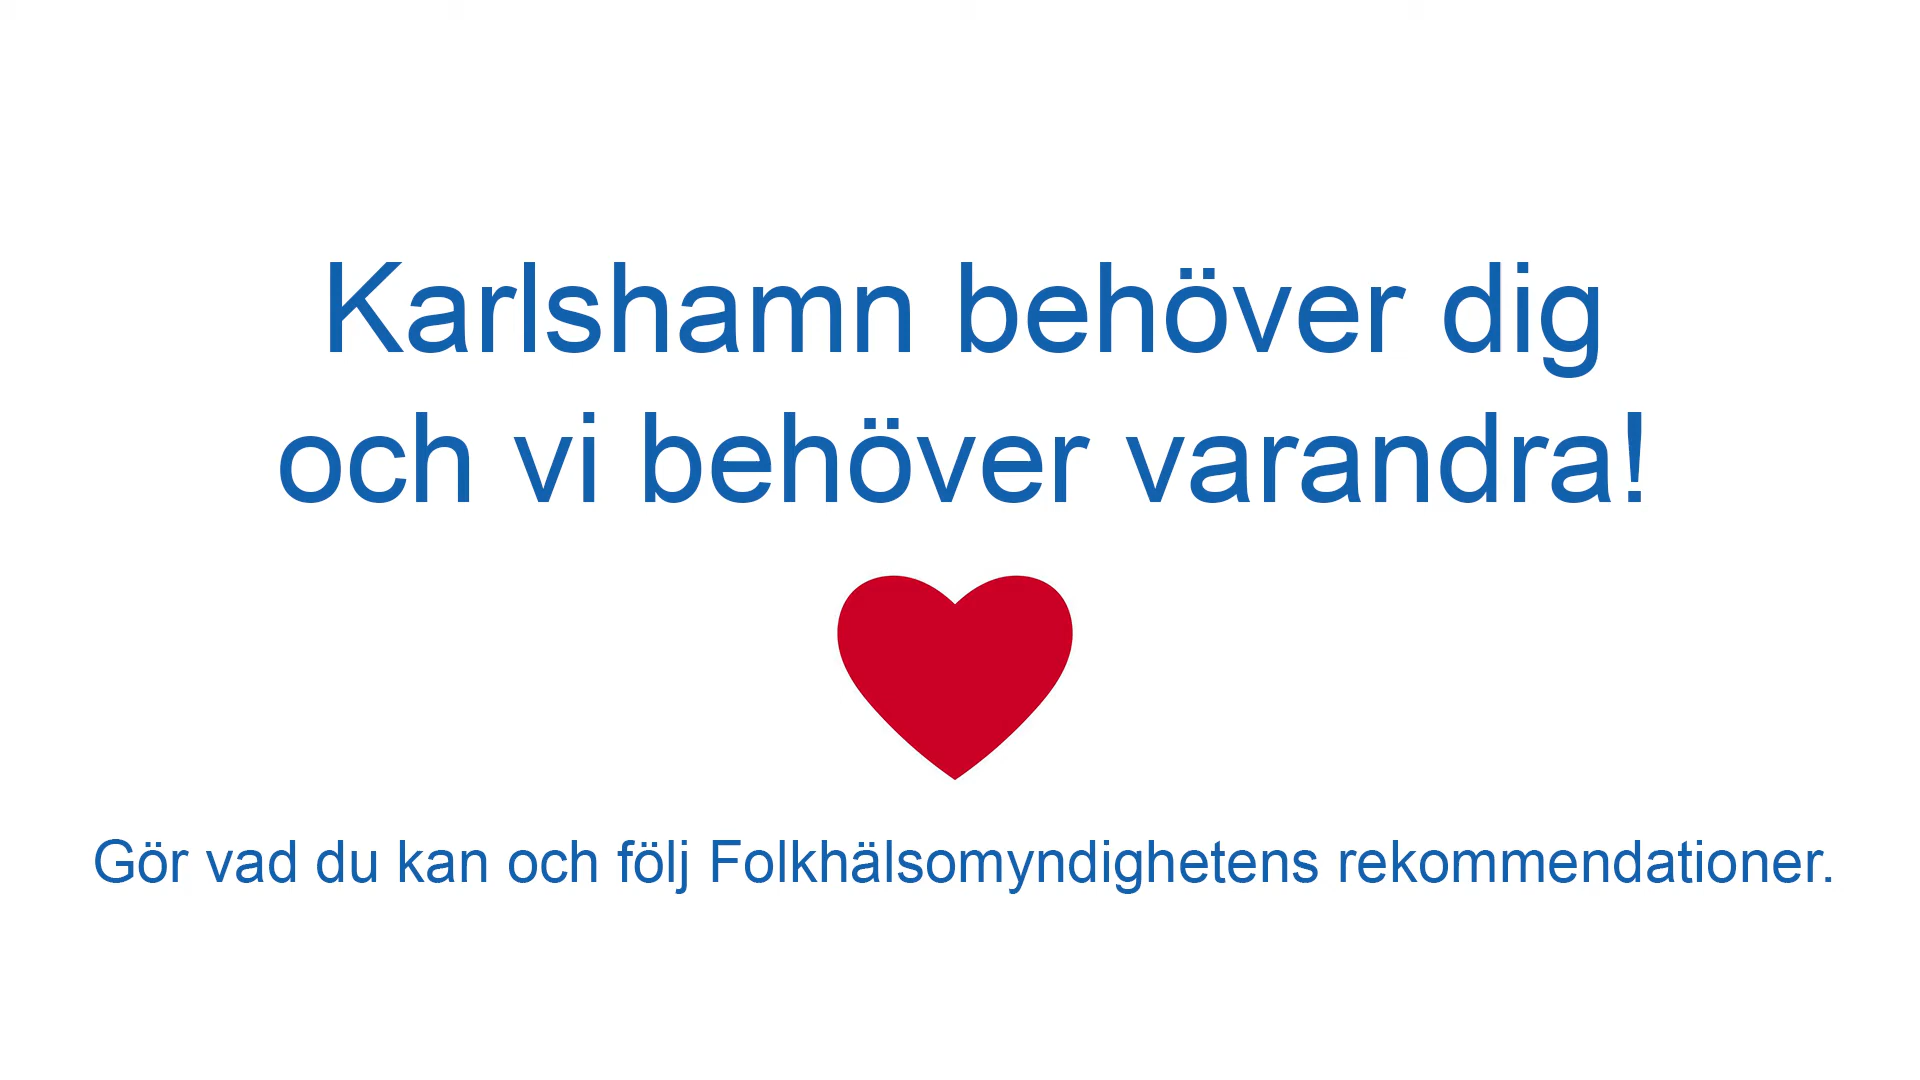 Karlshamn behöver dig
och vi behöver varandra!
Gör vad du kan och följ Folkhälsomyndighetens rekommendationer.